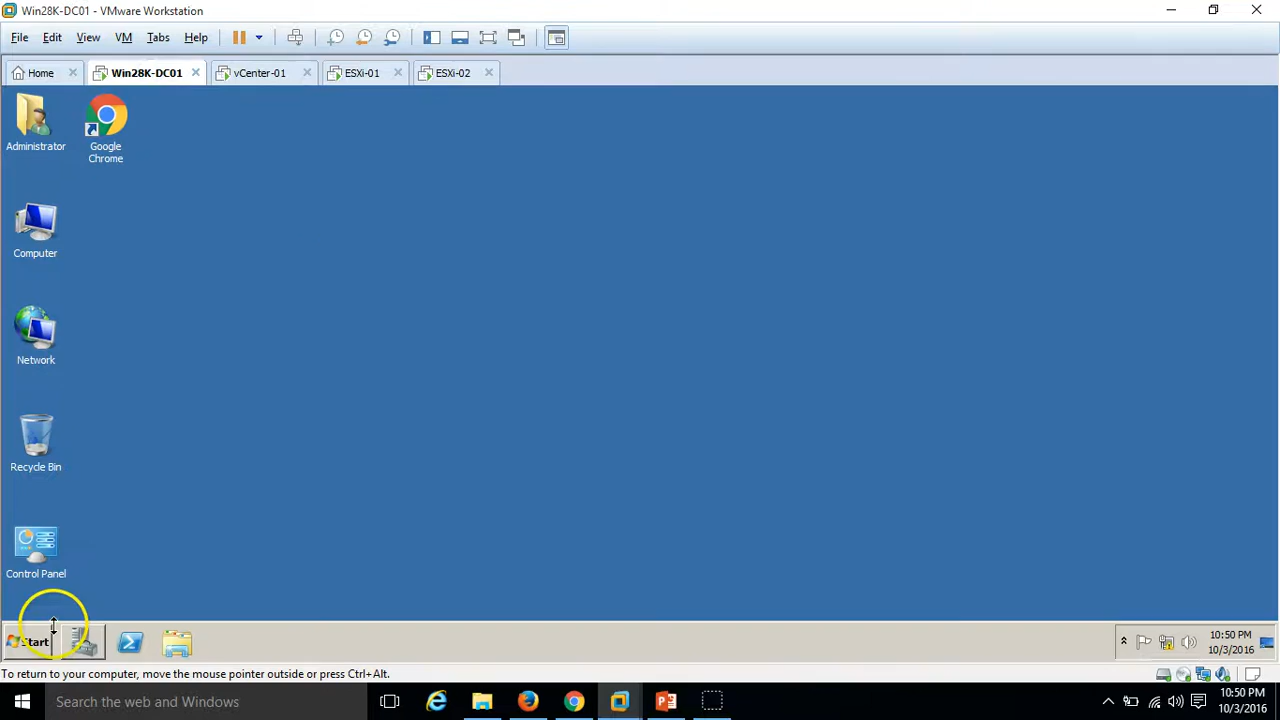 Win28K-DC01 - VMware Workstation
File Edit View VM Tabs Help
Home Win28K-DC01 vCenter-01 ESXi-01 ESXi-02
Administrator
Google
Chrome
Computer
Network
Recycle Bin
Control Panel
Start
10:50 PM
10/3/2016
To return to your computer, move the mouse pointer outside or press Ctrl+Alt.
Search the web and Windows
10:50 PM
10/3/2016